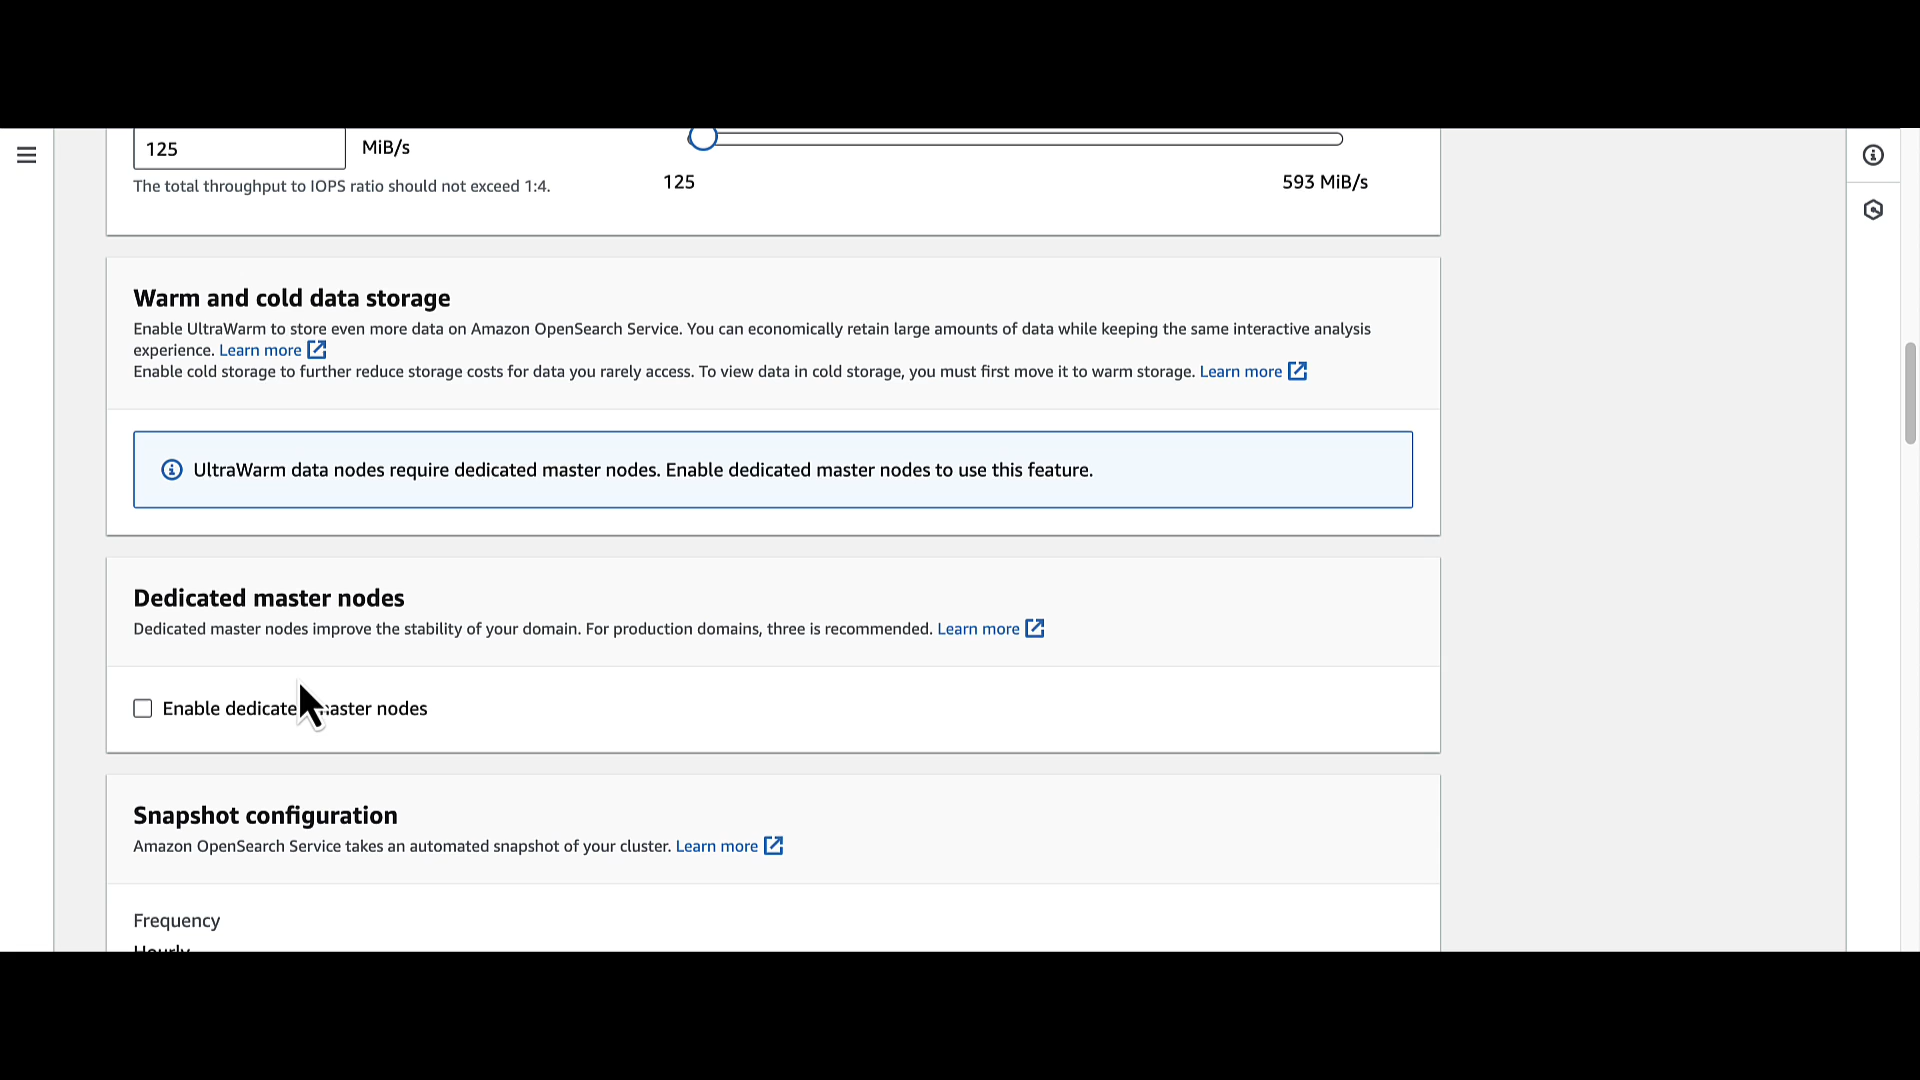 125 MiB/s
The total throughput to IOPS ratio should not exceed 1:4.
125 593 MiB/s
Warm and cold data storage
Enable UltraWarm to store even more data on Amazon OpenSearch Service. You can economically retain large amounts of data while keeping the same interactive analysis
experience. Learn more
Enable cold storage to further reduce storage costs for data you rarely access. To view data in cold storage, you must first move it to warm storage. Learn more
UltraWarm data nodes require dedicated master nodes. Enable dedicated master nodes to use this feature.
Dedicated master nodes
Dedicated master nodes improve the stability of your domain. For production domains, three is recommended. Learn more
Enable dedicated master nodes
Snapshot configuration
Amazon OpenSearch Service takes an automated snapshot of your cluster. Learn more
Frequency
Hourly